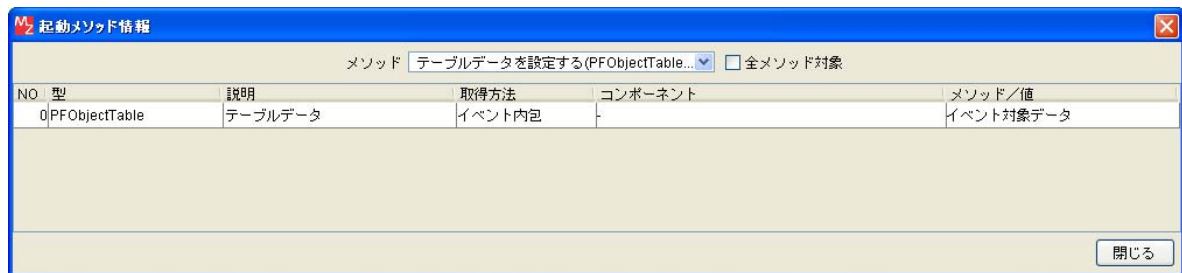 MZ 起動メソッド情報
メソッド テーブルデータを設定する(PFObjectTable... 全メソッド対象
NO 型 説明 取得方法 コンポーネント メソッド／値
0 PFObjectTable テーブルデータ イベント内包 - イベント対象データ
閉じる